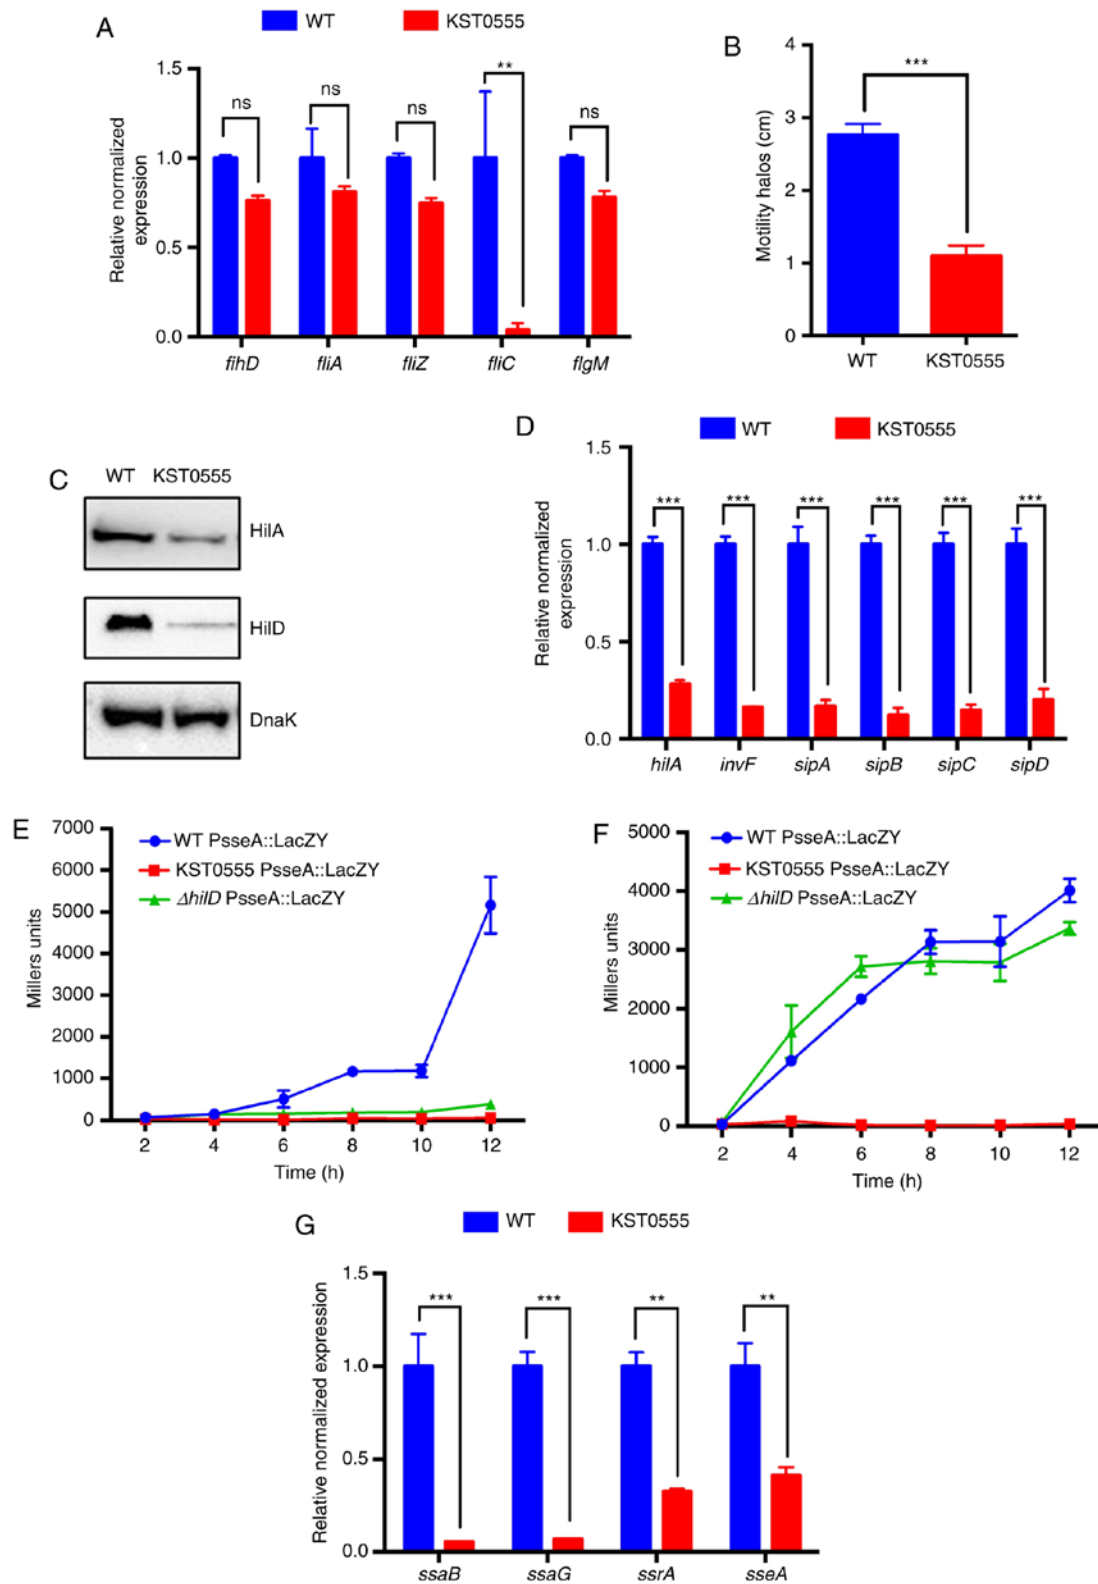 A
WT KST0555
Relative normalized
expression
1.5
1.0
0.5
0.0
ns ns ns ** ns
flhD fliA fliZ fliC flgM
B
Motility halos (cm)
4
3
2
1
0
***
WT KST0555
C
WT KST0555
HilA
HilD
DnaK
D
WT KST0555
Relative normalized
expression
1.5
1.0
0.5
0.0
*** *** *** *** *** ***
hilA invF sipA sipB sipC sipD
E
WT PsseA::LacZY
KST0555 PsseA::LacZY
ΔhilD PsseA::LacZY
Millers units
7000
6000
5000
4000
3000
2000
1000
0
2 4 6 8 10 12
Time (h)
F
WT PsseA::LacZY
KST0555 PsseA::LacZY
ΔhilD PsseA::LacZY
Millers units
5000
4000
3000
2000
1000
0
2 4 6 8 10 12
Time (h)
G
WT KST0555
Relative normalized expression
1.5
1.0
0.5
0.0
*** *** ** **
ssaB ssaG ssrA sseA